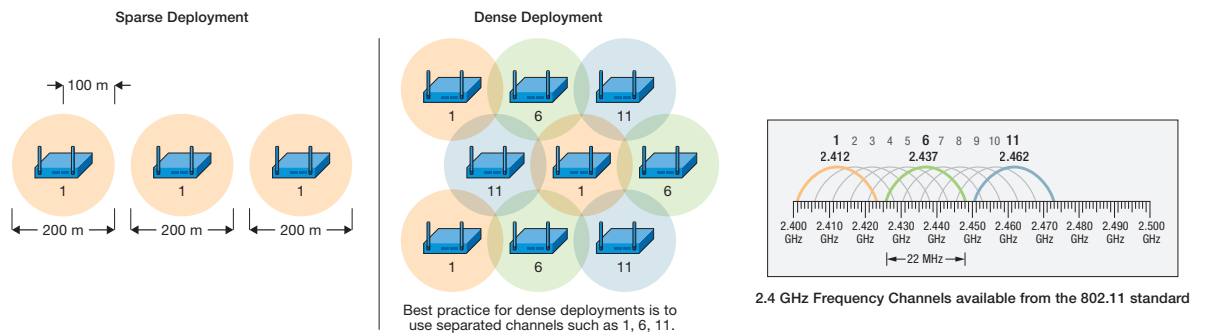 Sparse Deployment
100 m
1
1
1
200 m
200 m
200 m
Dense Deployment
1
6
11
11
1
6
1
6
11
Best practice for dense deployments is to
use separated channels such as 1, 6, 11.
1 2 3 4 5 6 7 8 9 10 11
2.412 2.437 2.462
2.400 2.410 2.420 2.430 2.440 2.450 2.460 2.470 2.480 2.490 2.500
GHz GHz GHz GHz GHz GHz GHz GHz GHz GHz GHz
22 MHz
2.4 GHz Frequency Channels available from the 802.11 standard